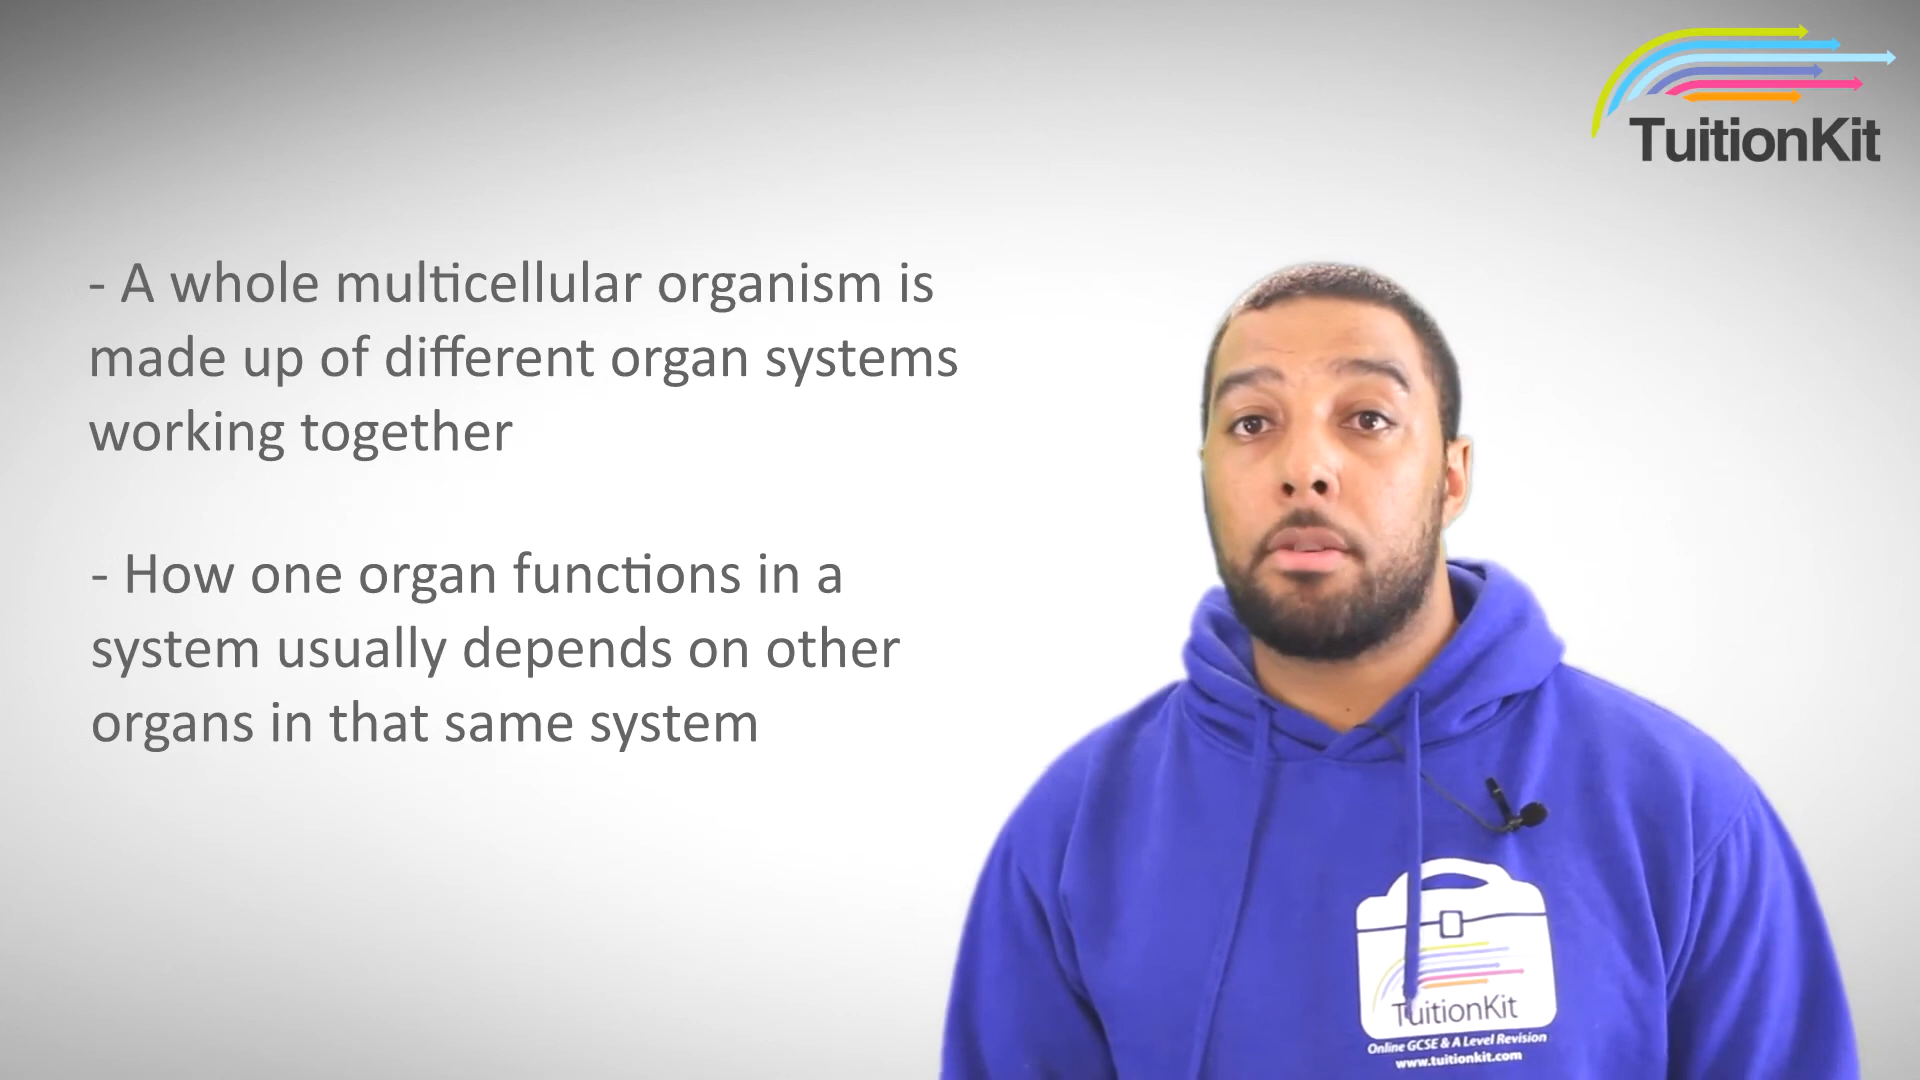 TuitionKit
- A whole multicellular organism is
made up of different organ systems
working together
- How one organ functions in a
system usually depends on other
organs in that same system
TuitionKit
Online GCSE & A Level Revision
www.tuitionkit.com